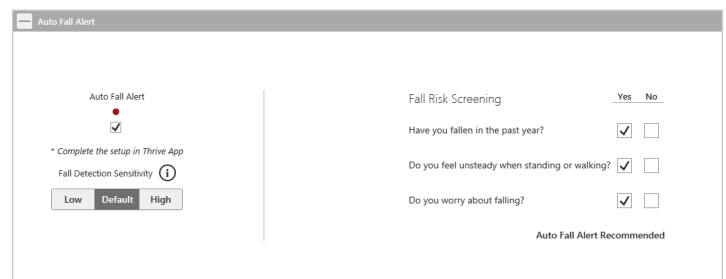 Auto Fall Alert
Auto Fall Alert
* Complete the setup in Thrive App
Fall Detection Sensitivity i
Low Default High
Fall Risk Screening Yes No
Have you fallen in the past year?
Do you feel unsteady when standing or walking?
Do you worry about falling?
Auto Fall Alert Recommended